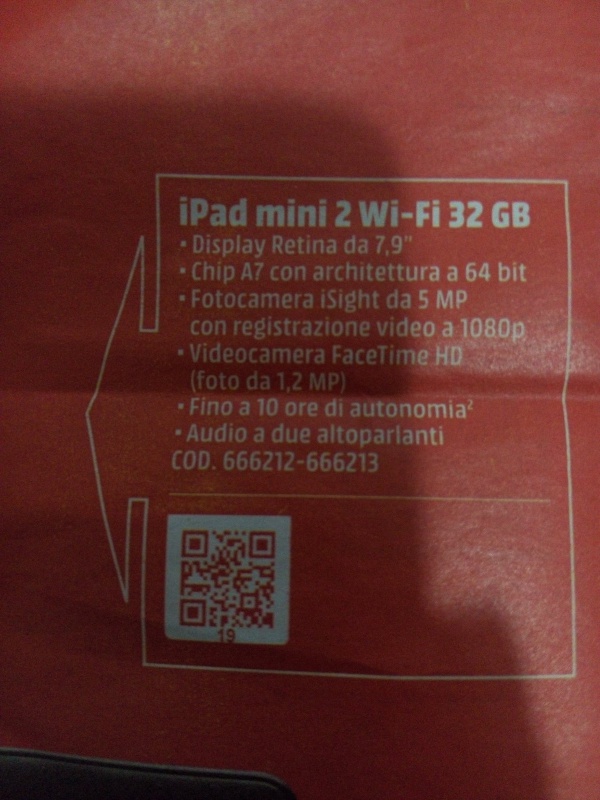 iPad mini 2 Wi-Fi 32 GB
• Display Retina da 7,9"
• Chip A7 con architettura a 64 bit
• Fotocamera iSight da 5 MP
con registrazione video a 1080p
• Videocamera FaceTime HD
(foto da 1,2 MP)
• Fino a 10 ore di autonomia²
• Audio a due altoparlanti
COD. 666212-666213
19